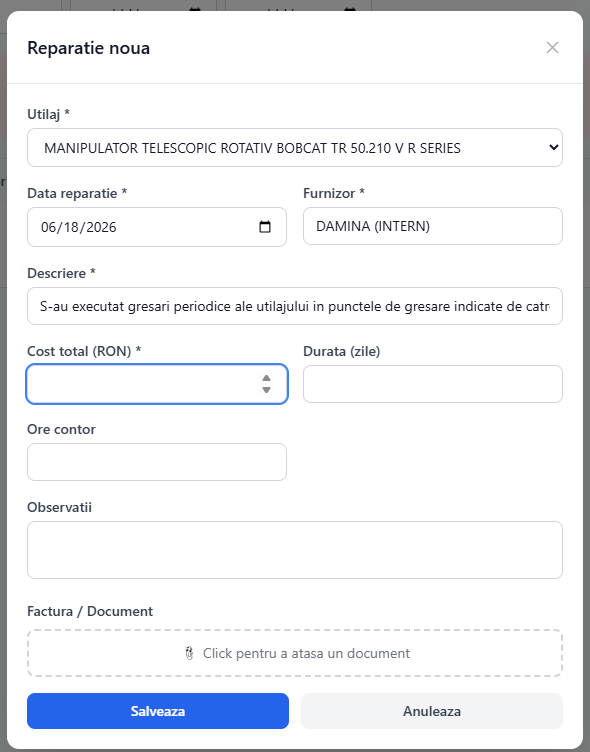 Reparatie noua
Utilaj *
MANIPULATOR TELESCOPIC ROTATIV BOBCAT TR 50.210 V R SERIES
Data reparatie *
Furnizor *
06/18/2026
DAMINA (INTERN)
Descriere *
S-au executat gresari periodice ale utilajului in punctele de gresare indicate de catr
Cost total (RON) *
Durata (zile)
Ore contor
Observatii
Factura / Document
Click pentru a atasa un document
Salveaza
Anuleaza